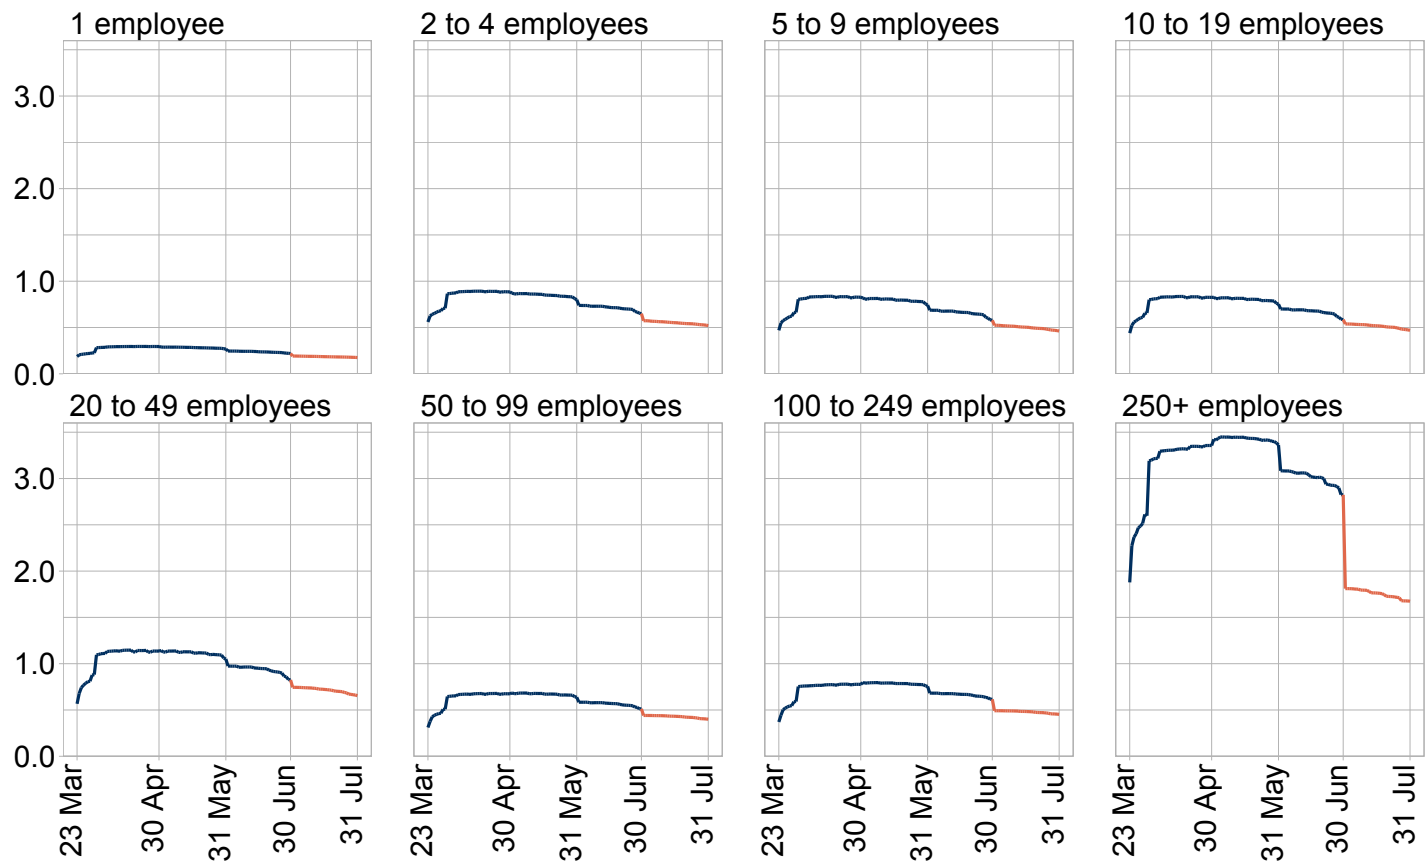 1 employee
2 to 4 employees
5 to 9 employees
10 to 19 employees
3.0
2.0
1.0
0.0
20 to 49 employees
50 to 99 employees
100 to 249 employees
250+ employees
3.0
2.0
1.0
0.0
23 Mar
30 Apr
31 May
30 Jun
31 Jul
23 Mar
30 Apr
31 May
30 Jun
31 Jul
23 Mar
30 Apr
31 May
30 Jun
31 Jul
23 Mar
30 Apr
31 May
30 Jun
31 Jul